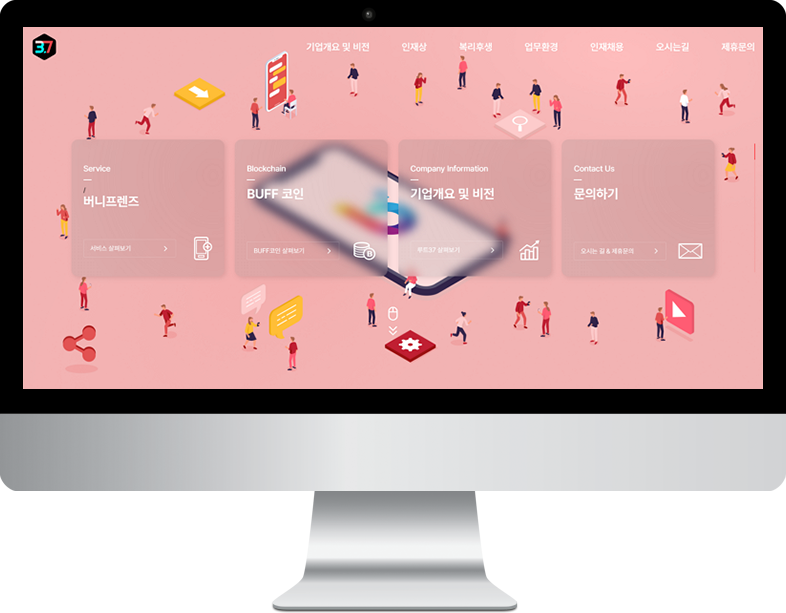 3.7
기업개요 및 비전
인재상
복리후생
업무환경
인재채용
오시는길
제휴문의
Service
버니프렌즈
서비스 살펴보기
Blockchain
BUFF 코인
BUFF코인 살펴보기
Company Information
기업개요 및 비전
루트37 살펴보기
Contact Us
문의하기
오시는 길 & 제휴문의